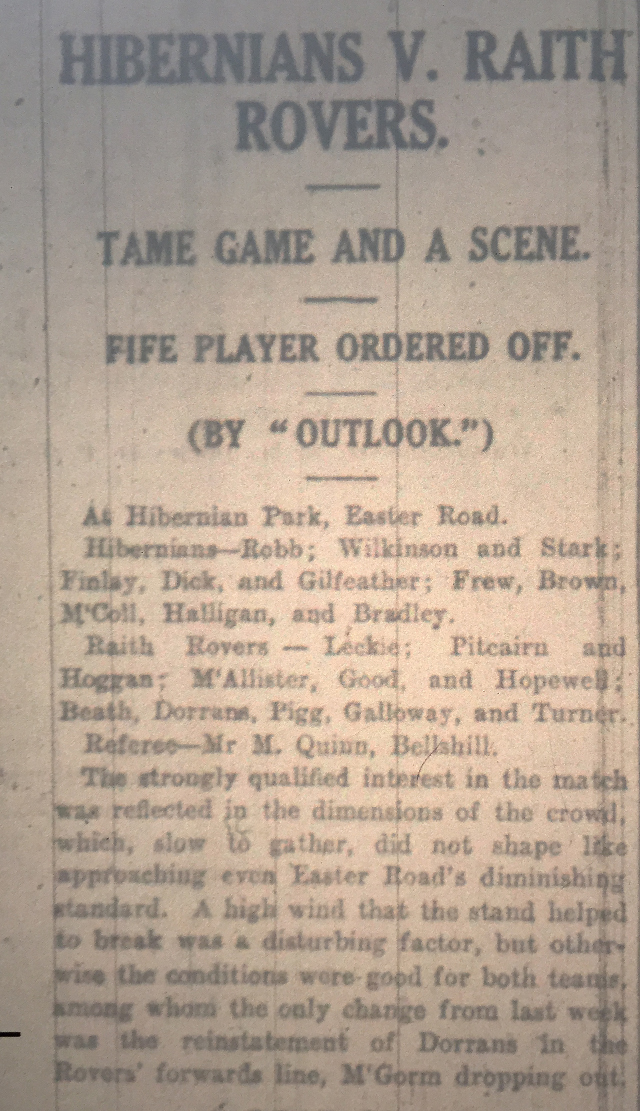 HIBERNIANS V. RAITH
ROVERS.
TAME GAME AND A SCENE.
FIFE PLAYER ORDERED OFF.
(BY "OUTLOOK.")
At Hibernian Park, Easter Road.
Hibernians—Robb; Wilkinson and Stark;
Finlay, Dick, and Gilfeather; Frew, Brown,
M'Coll, Halligan, and Bradley.
Raith Rovers — Leckie; Pitcairn and
Hoggan; M'Allister, Good, and Hopewell;
Beath, Dorrans, Pigg, Galloway, and Turner.
Referee—Mr M. Quinn, Bellshill.
The strongly qualified interest in the match
was reflected in the dimensions of the crowd,
which, slow to gather, did not shape like
approaching even Easter Road's diminishing
standard. A high wind that the stand helped
to break was a disturbing factor, but other-
wise the conditions were good for both teams,
among whom the only change from last week
was the reinstatement of Dorrans in the
Rovers' forwards line, M'Gorm dropping out.